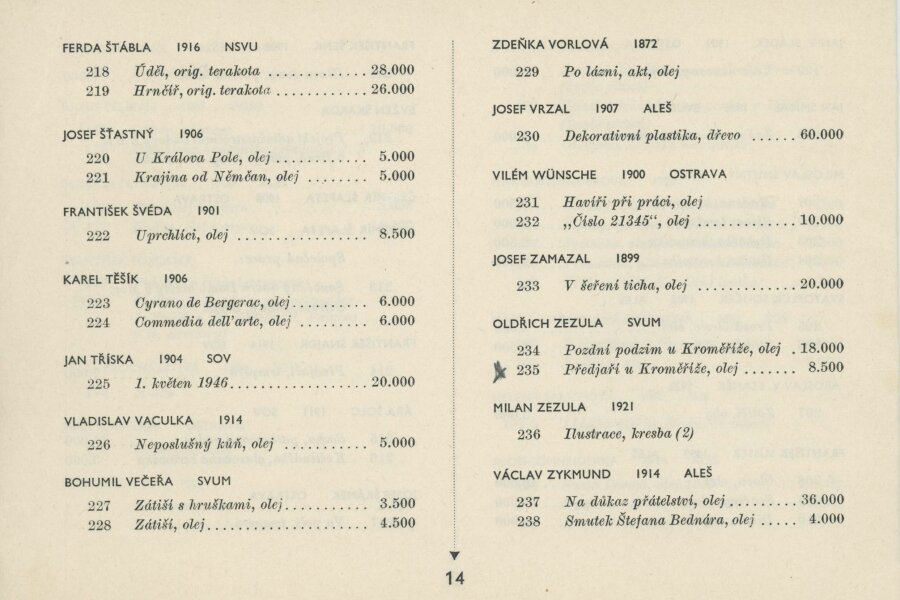 FERDA ŠTÁBLA 1916 NSVU
218 Úděl, orig. terakota ............. 28.000
219 Hrnčíř, orig. terakota ............ 26.000
JOSEF ŠŤASTNÝ 1906
220 U Králova Pole, olej ............ 5.000
221 Krajina od Němčan, olej ........ 5.000
FRANTIŠEK ŠVÉDA 1901
222 Uprchlíci, olej ................. 8.500
KAREL TĚŠÍK 1906
223 Cyrano de Bergerac, olej.......... 6.000
224 Commedia dell'arte, olej ......... 6.000
JAN TŘÍSKA 1904 SOV
225 1. květen 1946.................. 20.000
VLADISLAV VACULKA 1914
226 Neposlušný kůň, olej ........... 5.000
BOHUMIL VEČEŘA SVUM
227 Zátiší s hruškami, olej........... 3.500
228 Zátiší, olej..................... 4.500
ZDEŇKA VORLOVÁ 1872
229 Po lázni, akt, olej
JOSEF VRZAL 1907 ALEŠ
230 Dekorativní plastika, dřevo ...... 60.000
VILÉM WÜNSCHE 1900 OSTRAVA
231 Havíři při práci, olej
232 „Číslo 21345“, olej ............. 10.000
JOSEF ZAMAZAL 1899
233 V šeření ticha, olej ............. 20.000
OLDŘICH ZEZULA SVUM
234 Pozdní podzim u Kroměříže, olej . 18.000
235 Předjaří u Kroměříže, olej ....... 8.500
MILAN ZEZULA 1921
236 Ilustrace, kresba (2)
VÁCLAV ZYKMUND 1914 ALEŠ
237 Na důkaz přátelství, olej .......... 36.000
238 Smutek Štefana Bednára, olej ..... 4.000
14